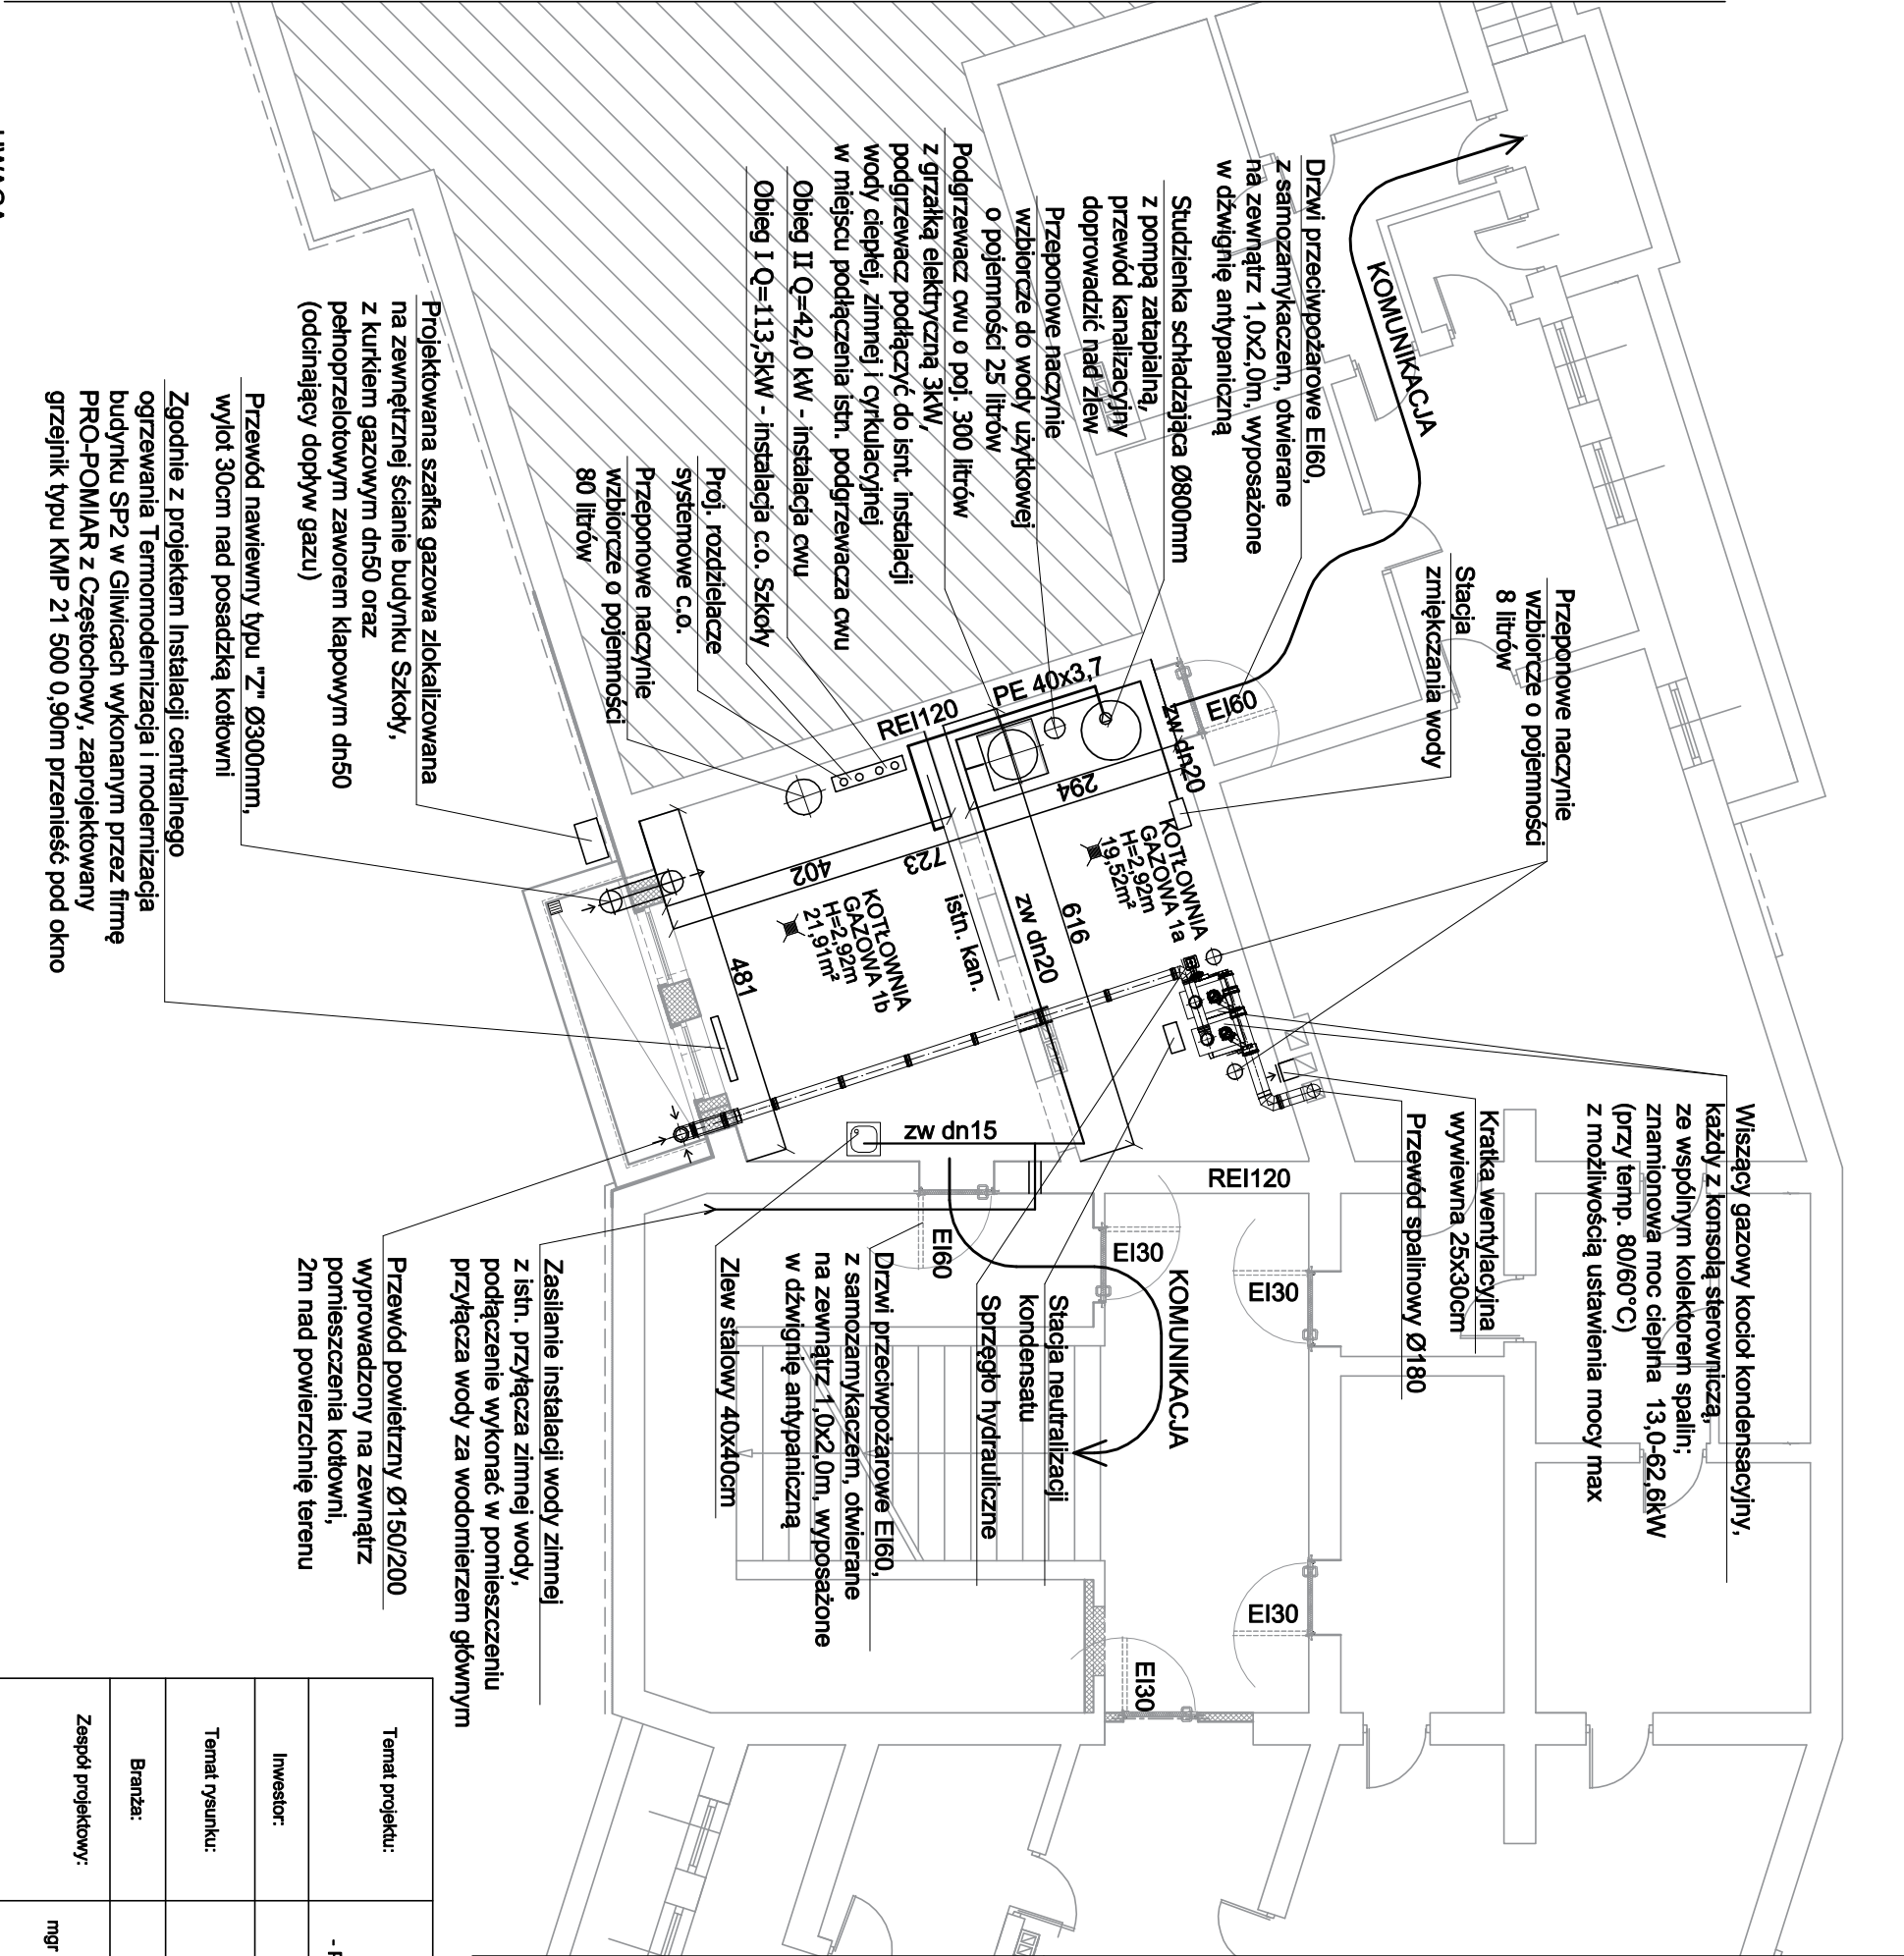 Wiszący gazowy kocioł kondensacyjny,
każdy z konsolą sterowniczą,
ze wspólnym kolektorem spalin;
znamionowa moc cieplna 13,0-62,6kW
(przy temp. 80/60°C)
z możliwością ustawienia mocy max
Przeponowe naczynie
wzbiorcze o pojemności
8 litrów
Stacja
zmiękczania wody
KOMUNIKACJA
Drzwi przeciwpożarowe EI60,
z samozamykaczem, otwierane
na zewnątrz 1,0x2,0m, wyposażone
w dźwignię antypaniczną
Studzienka schładzająca Ø800mm
z pompą zatapialną,
przewód kanalizacyjny
doprowadzić nad zlew
Przeponowe naczynie
wzbiorcze do wody użytkowej
o pojemności 25 litrów
Podgrzewacz cwu o poj. 300 litrów
z grzałką elektryczną 3kW,
podgrzewacz podłączyć do isnt. instalacji
wody ciepłej, zimnej i cyrkulacyjnej
w miejscu podłączenia istn. podgrzewacza cwu
Obieg II Q=42,0 kW - instalacja cwu
Obieg I Q=113,5kW - instalacja c.o. Szkoły
Proj. rozdzielacze
systemowe c.o.
Przeponowe naczynie
wzbiorcze o pojemności
80 litrów
Projektowana szafka gazowa zlokalizowana
na zewnętrznej ścianie budynku Szkoły,
z kurkiem gazowym dn50 oraz
pełnoprzelotowym zaworem klapowym dn50
(odcinający dopływ gazu)
Przewód nawiewny typu "Z" Ø300mm,
wylot 30cm nad posadzką kotłowni
Zgodnie z projektem Instalacji centralnego
ogrzewania Termomodernizacja i modernizacja
budynku SP2 w Gliwicach wykonanym przez firmę
PRO-POMIAR z Częstochowy, zaprojektowany
grzejnik typu KMP 21 500 0,90m przenieść pod okno
EI60
zw dn20
PE 40x3,7
REI120
294
KOTŁOWNIA
GAZOWA 1a
H=2,92m
19,52m²
616
zw dn20
istn. kan.
723
402
KOTŁOWNIA
GAZOWA 1b
H=2,92m
21,91m²
481
zw dn15
Kratka wentylacyjna
wywiewna 25x30cm
Przewód spalinowy Ø180
REI120
EI30
EI30
EI30
EI30
EI60
KOMUNIKACJA
Stacja neutralizacji
kondensatu
Sprzęgło hydrauliczne
Drzwi przeciwpożarowe EI60,
z samozamykaczem, otwierane
na zewnątrz 1,0x2,0m, wyposażone
w dźwignię antypaniczną
Zlew stalowy 40x40cm
Zasilanie instalacji wody zimnej
z istn. przyłącza zimnej wody,
podłączenie wykonać w pomieszczeniu
przyłącza wody za wodomierzem głównym
Przewód powietrzny Ø150/200
wyprowadzony na zewnątrz
pomieszczenia kotłowni,
2m nad powierzchnię terenu
Temat projektu:
Inwestor:
Temat rysunku:
Branża:
Zespół projektowy:
mgr